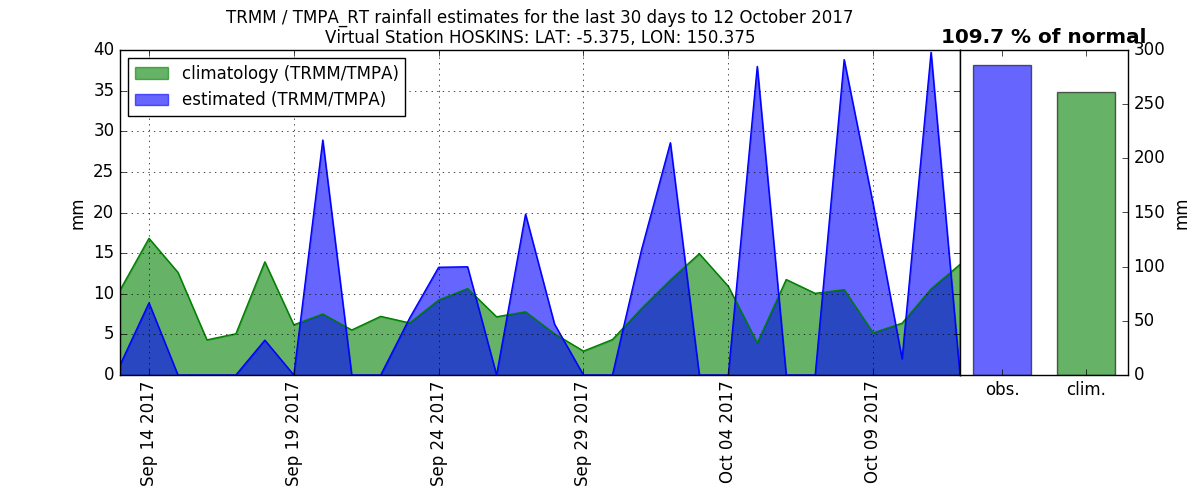 TRMM / TMPA_RT rainfall estimates for the last 30 days to 12 October 2017
Virtual Station HOSKINS: LAT: -5.375, LON: 150.375
109.7 % of normal
climatology (TRMM/TMPA)
estimated (TRMM/TMPA)
mm
40
35
30
25
20
15
10
5
0
Sep 14 2017
Sep 19 2017
Sep 24 2017
Sep 29 2017
Oct 04 2017
Oct 09 2017
obs.
clim.
300
250
200
150
100
50
0
mm